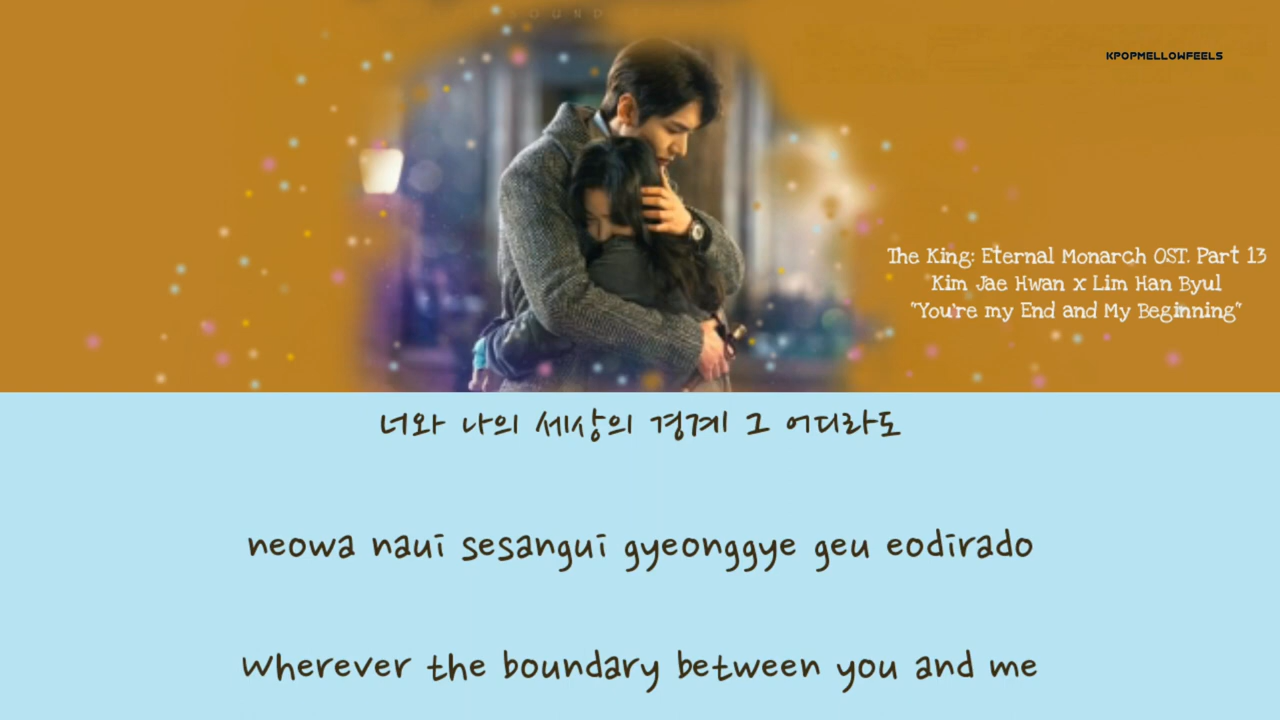 SOUND
KPOPMELLOWFEELS
The King: Eternal Monarch OST. Part 13
Kim Jae Hwan x Lim Han Byul
"You're my End and My Beginning"
너와 나의 세상의 경계 그 어디라도
neowa naui sesangui gyeonggye geu eodirado
wherever the boundary between you and me